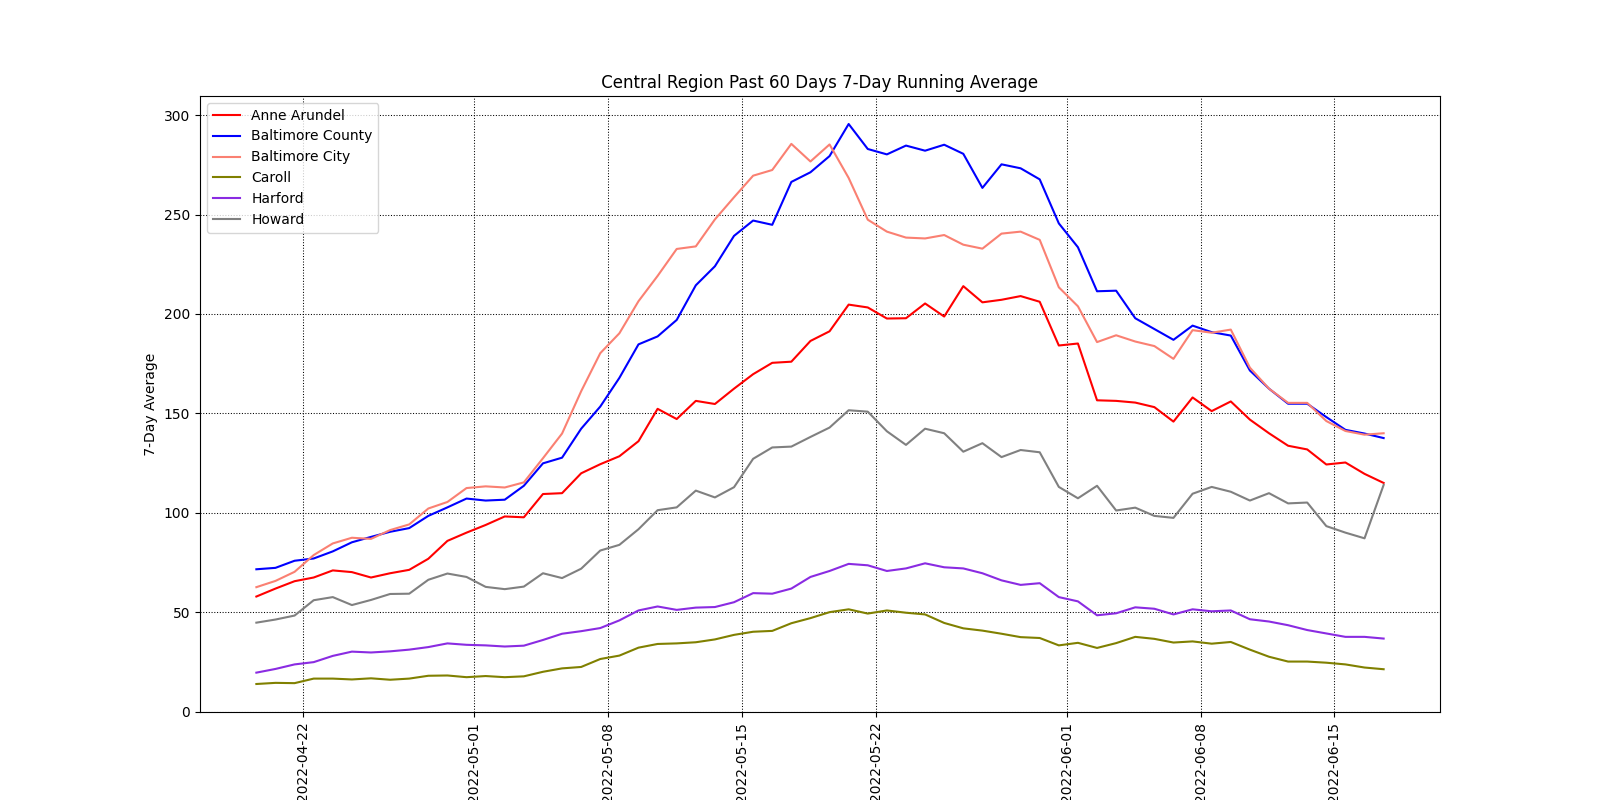 Central Region Past 60 Days 7-Day Running Average
300
250
200
150
100
50
0
7-Day Average
Anne Arundel
Baltimore County
Baltimore City
Caroll
Harford
Howard
2022-04-22
2022-05-01
2022-05-08
2022-05-15
2022-05-22
2022-06-01
2022-06-08
2022-06-15